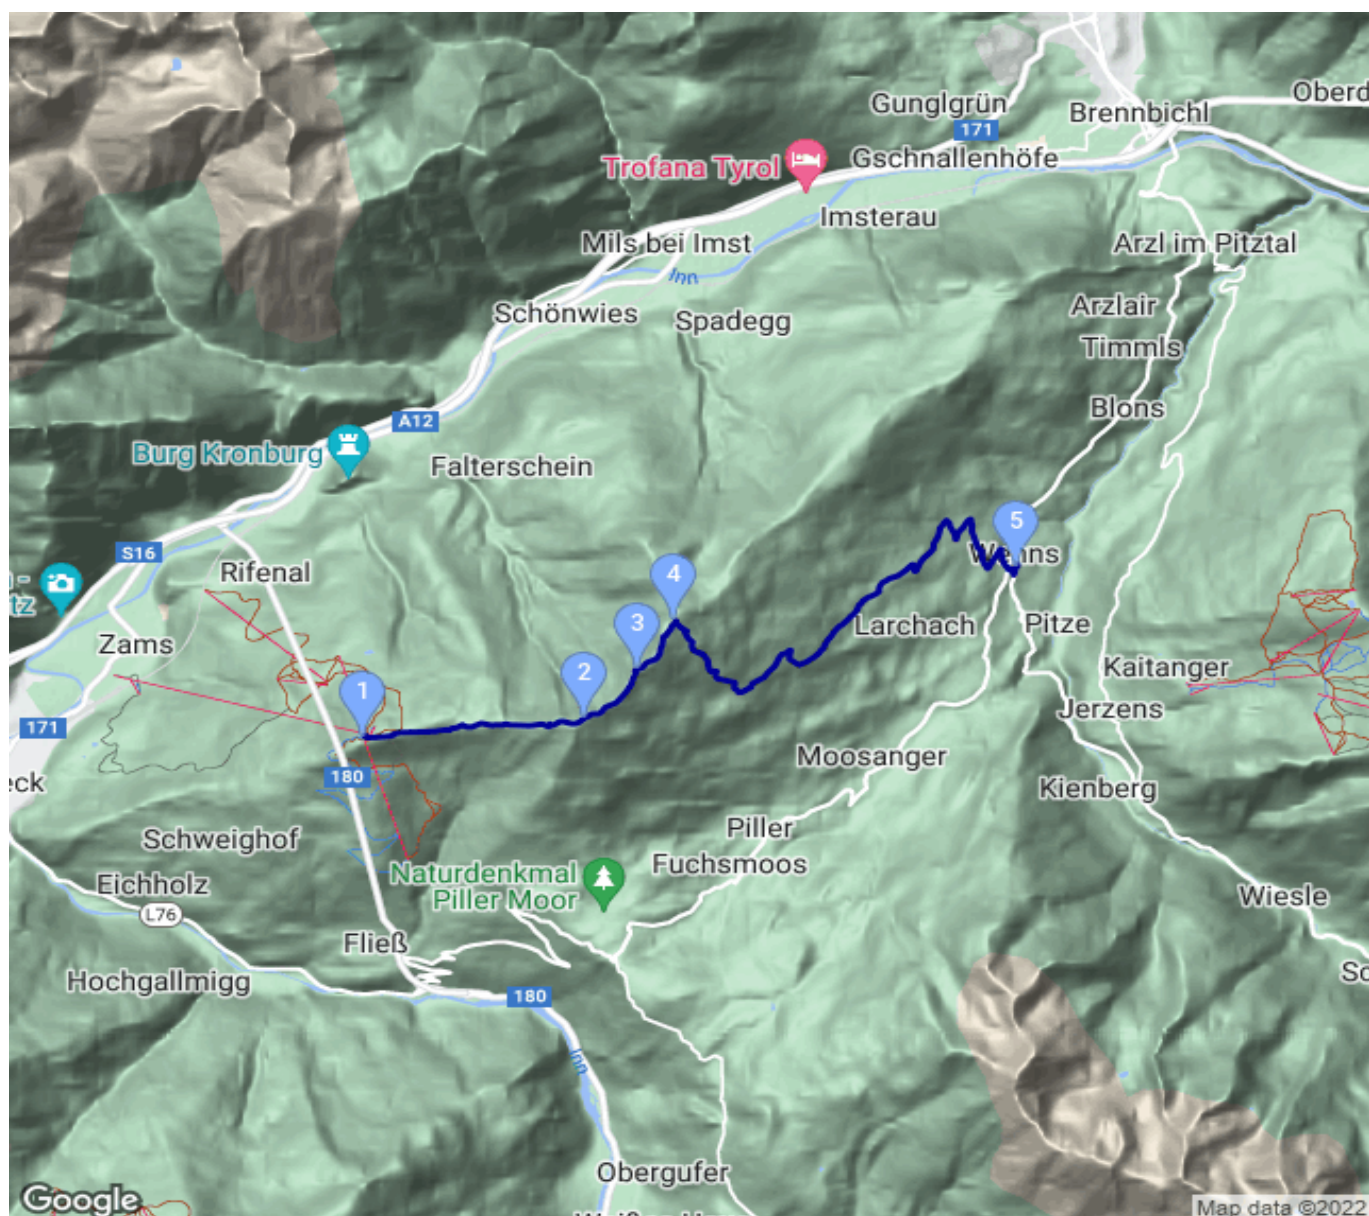 Oberd
Gunglgrün
Brennbichl
171
Trofana Tyrol
Gschnallenhöfe
Imsterau
Mils bei Imst
Arzl im Pitztal
Inn
Arzlair
Schönwies
Spadegg
Timmls
A12
Blons
Burg Kronburg
Falterschein
5
S16
Wenns
Rifenal
4
tz
3
Zams
Larchach
Pitze
2
Kaitanger
1
171
Jerzens
Moosanger
180
eck
Kienberg
Piller
Schweighof
Fuchsmoos
Naturdenkmal
Piller Moor
Eichholz
Wiesle
L76
Fließ
Hochgallmigg
180
Inn
Obergufer
Google
Map data ©2022